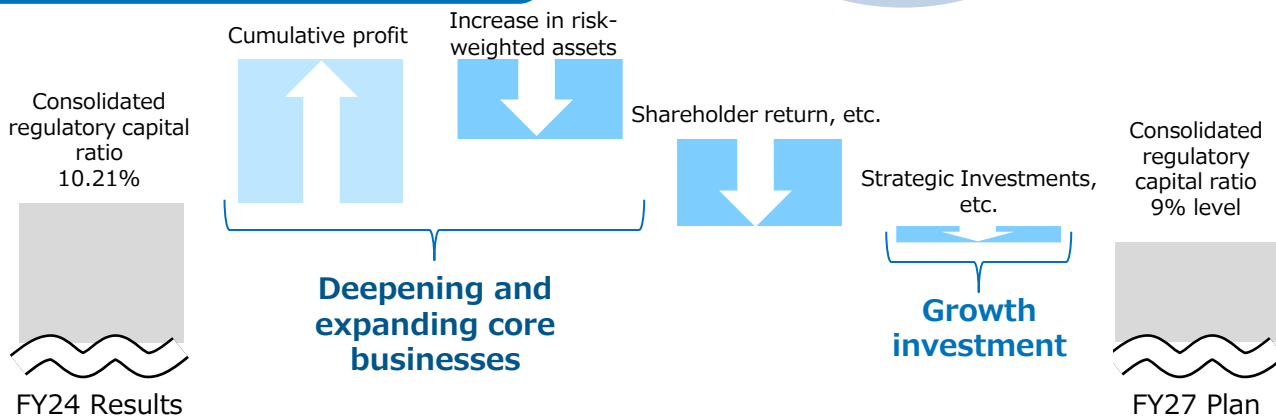 Cumulative profit
Increase in risk-
weighted assets
Shareholder return, etc.
Strategic Investments,
etc.
Consolidated
regulatory capital
ratio
10.21%
Consolidated
regulatory
capital ratio
9% level
Deepening and
expanding core
businesses
Growth
investment
FY24 Results
FY27 Plan